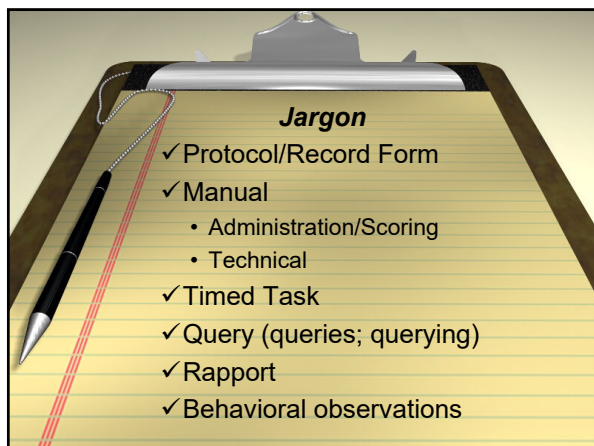 Jargon
✓Protocol/Record Form
✓Manual
• Administration/Scoring
• Technical
✓Timed Task
✓Query (queries; querying)
✓Rapport
✓Behavioral observations